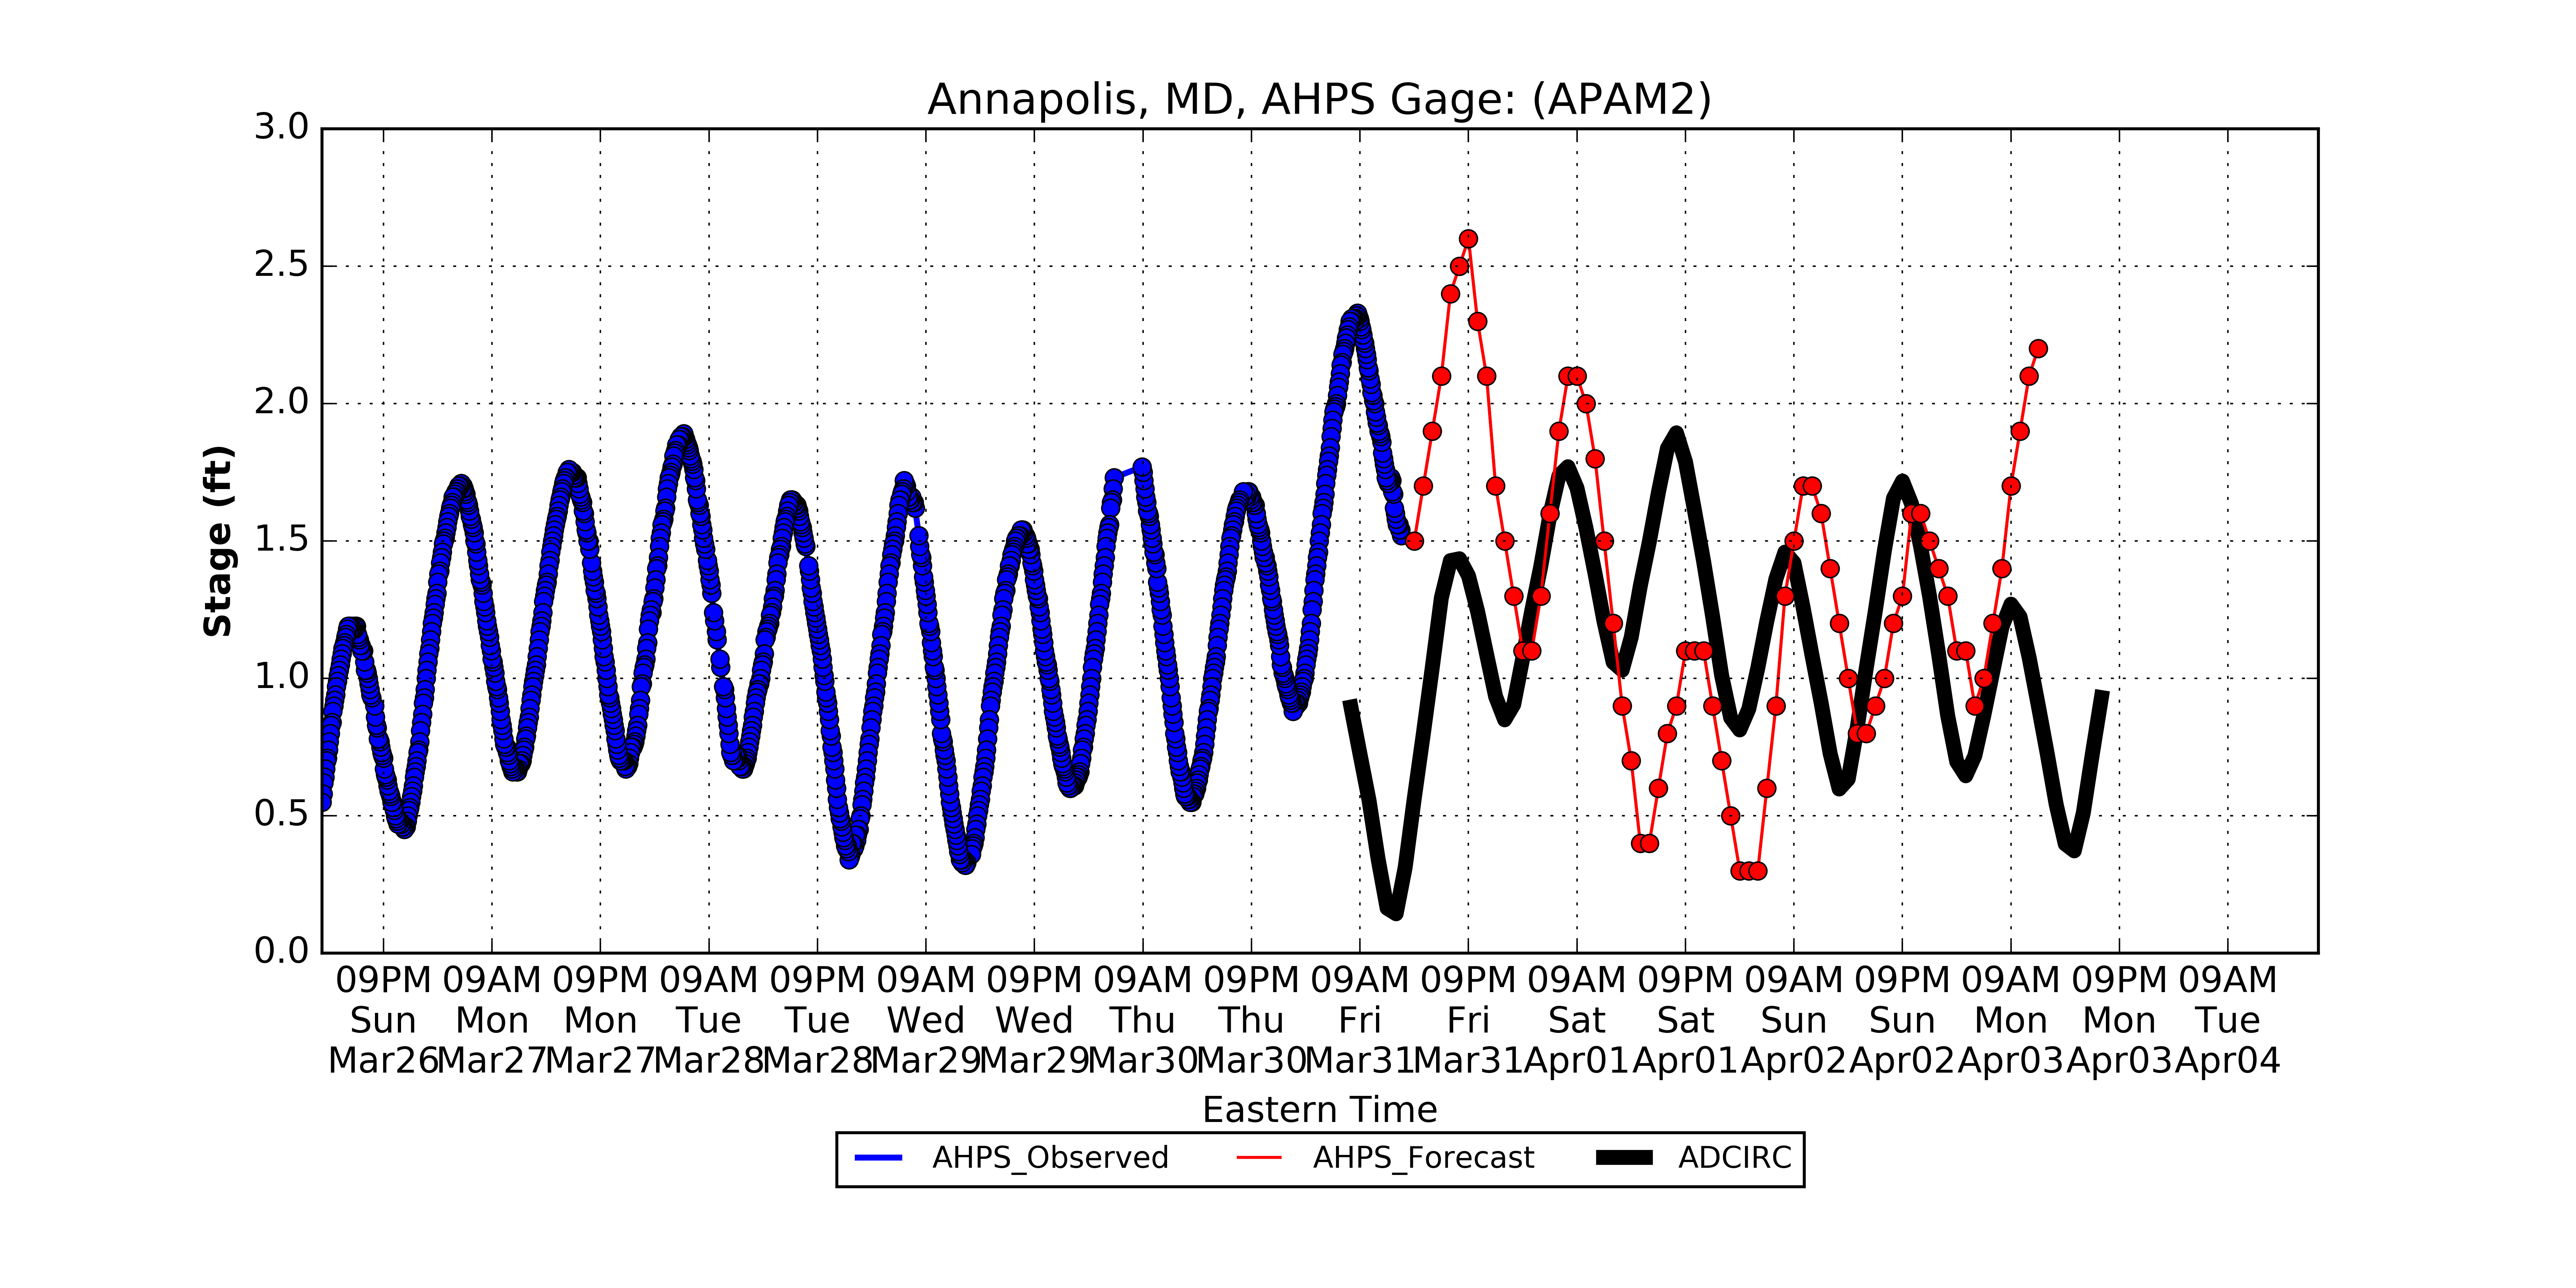 Annapolis, MD, AHPS Gage: (APAM2)
3.0
2.5
2.0
1.5
1.0
0.5
0.0
Stage (ft)
09PM 09AM 09PM 09AM 09PM 09AM 09PM 09AM 09PM 09AM 09PM 09AM 09PM 09AM 09PM 09AM 09PM 09AM
Sun Mon Mon Tue Tue Wed Wed Thu Thu Fri Fri Sat Sat Sun Sun Mon Mon Tue
Mar26 Mar27 Mar27 Mar28 Mar28 Mar29 Mar29 Mar30 Mar30 Mar31 Mar31 Apr01 Apr01 Apr02 Apr02 Apr03 Apr03 Apr04
Eastern Time
AHPS_Observed AHPS_Forecast ADCIRC